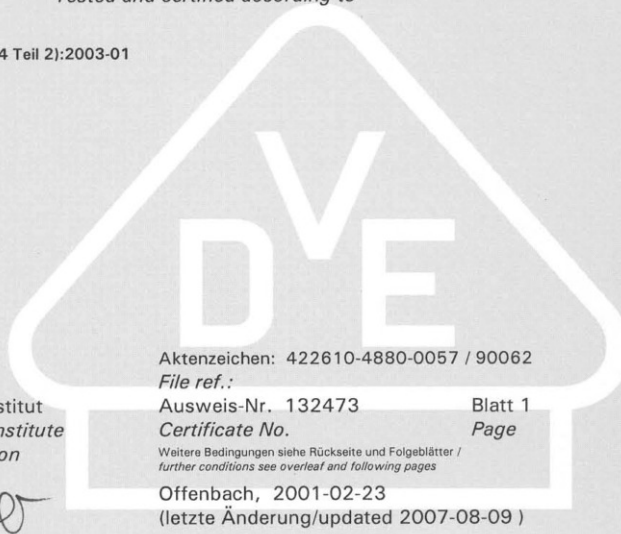 Tested and certified according to
4 Teil 2):2003-01
VDE
Aktenzeichen: 422610-4880-0057 / 90062
File ref.:
stitut Ausweis-Nr. 132473 Blatt 1
nstitute Certificate No. Page
on
Weitere Bedingungen siehe Rückseite und Folgeblätter /
further conditions see overleaf and following pages
Offenbach, 2001-02-23
(letzte Änderung/updated 2007-08-09 )